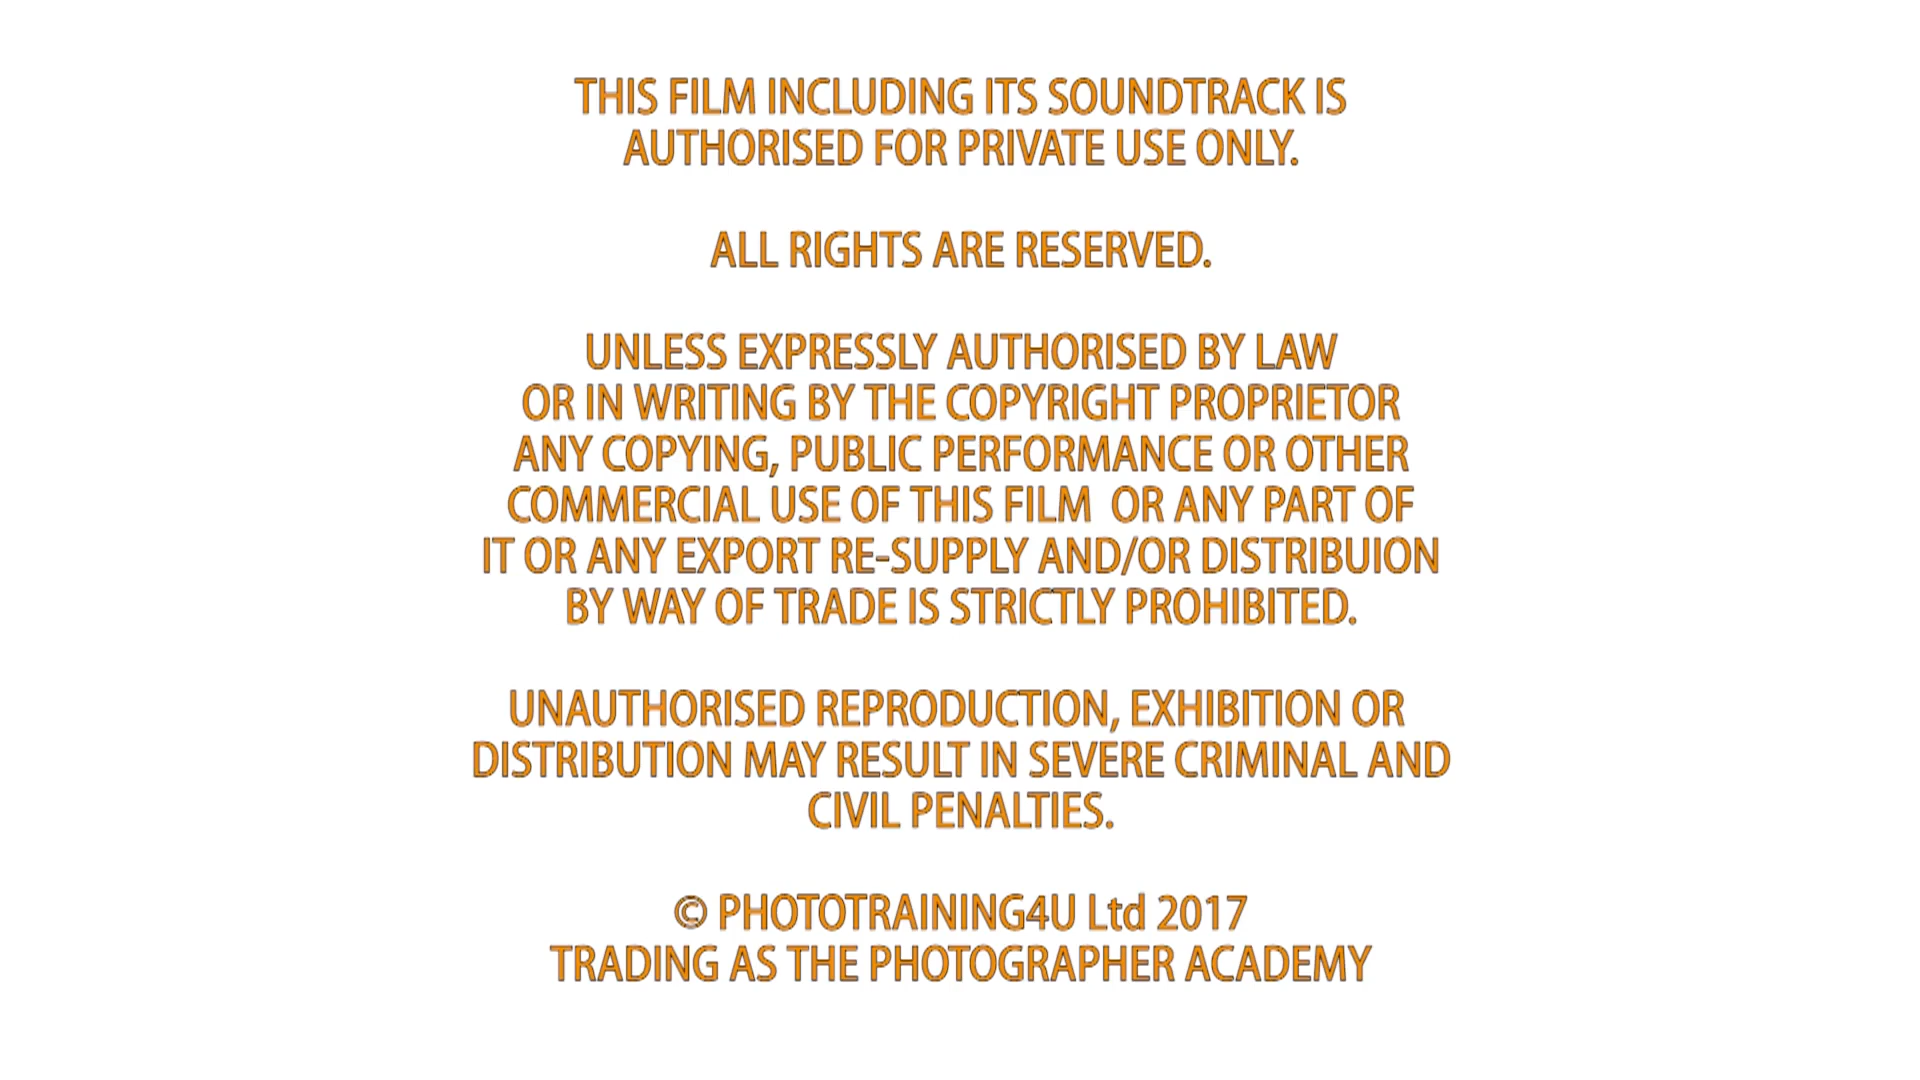 THIS FILM INCLUDING ITS SOUNDTRACK IS
AUTHORISED FOR PRIVATE USE ONLY.
ALL RIGHTS ARE RESERVED.
UNLESS EXPRESSLY AUTHORISED BY LAW
OR IN WRITING BY THE COPYRIGHT PROPRIETOR
ANY COPYING, PUBLIC PERFORMANCE OR OTHER
COMMERCIAL USE OF THIS FILM OR ANY PART OF
IT OR ANY EXPORT RE-SUPPLY AND/OR DISTRIBUION
BY WAY OF TRADE IS STRICTLY PROHIBITED.
UNAUTHORISED REPRODUCTION, EXHIBITION OR
DISTRIBUTION MAY RESULT IN SEVERE CRIMINAL AND
CIVIL PENALTIES.
© PHOTOTRAINING4U Ltd 2017
TRADING AS THE PHOTOGRAPHER ACADEMY